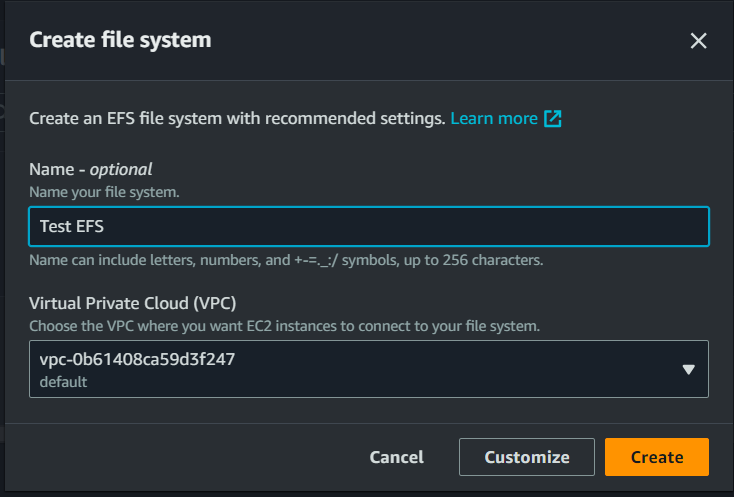 Create file system
Create an EFS file system with recommended settings. Learn more
Name - optional
Name your file system.
Test EFS
Name can include letters, numbers, and +-=._:/ symbols, up to 256 characters.
Virtual Private Cloud (VPC)
Choose the VPC where you want EC2 instances to connect to your file system.
vpc-0b61408ca59d3f247
default
Cancel Customize Create